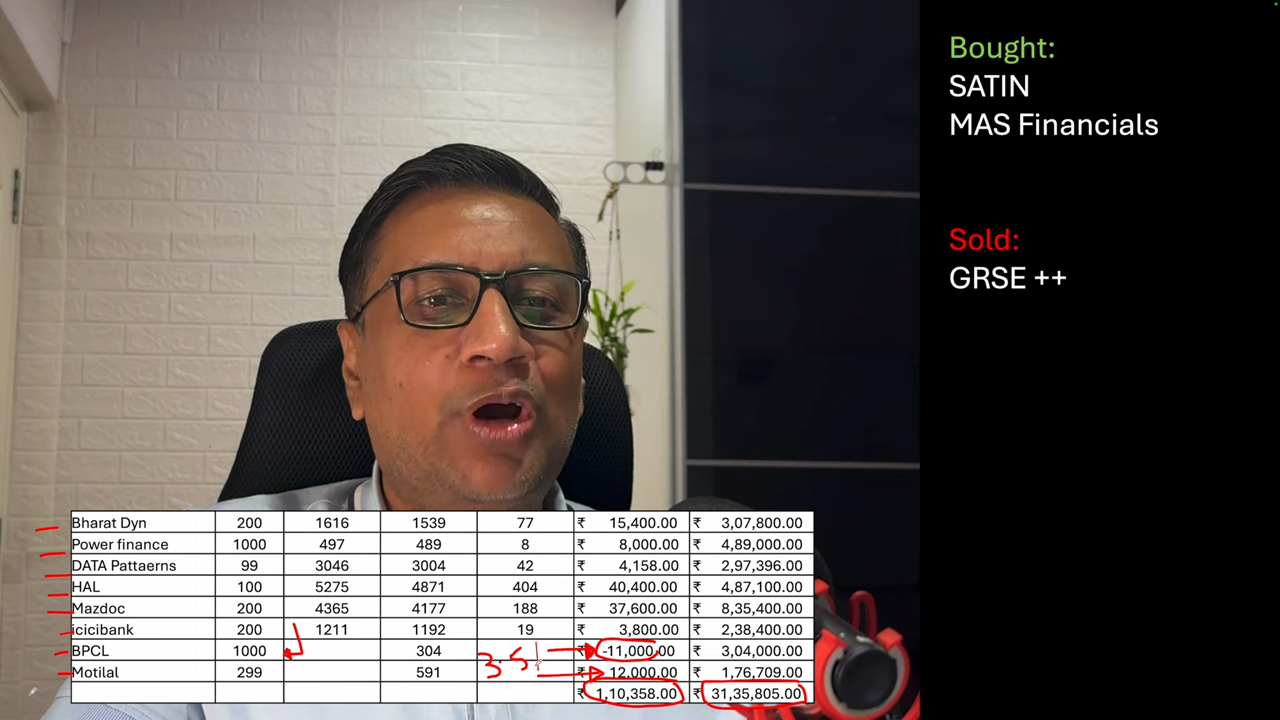 Bought:
SATIN
MAS Financials
Sold:
GRSE ++
Bharat Dyn 200 1616 1539 77 ₹ 15,400.00 ₹ 3,07,800.00
Power finance 1000 497 489 8 ₹ 8,000.00 ₹ 4,89,000.00
DATA Pattaerns 99 3046 3004 42 ₹ 4,158.00 ₹ 2,97,396.00
HAL 100 5275 4871 404 ₹ 40,400.00 ₹ 4,87,100.00
Mazdoc 200 4365 4177 188 ₹ 37,600.00 ₹ 8,35,400.00
icicibank 200 1211 1192 19 ₹ 3,800.00 ₹ 2,38,400.00
BPCL 1000 304 ₹ -11,000.00 ₹ 3,04,000.00
3.51
Motilal 299 591 ₹ 12,000.00 ₹ 1,76,709.00
₹ 1,10,358.00 ₹ 31,35,805.00